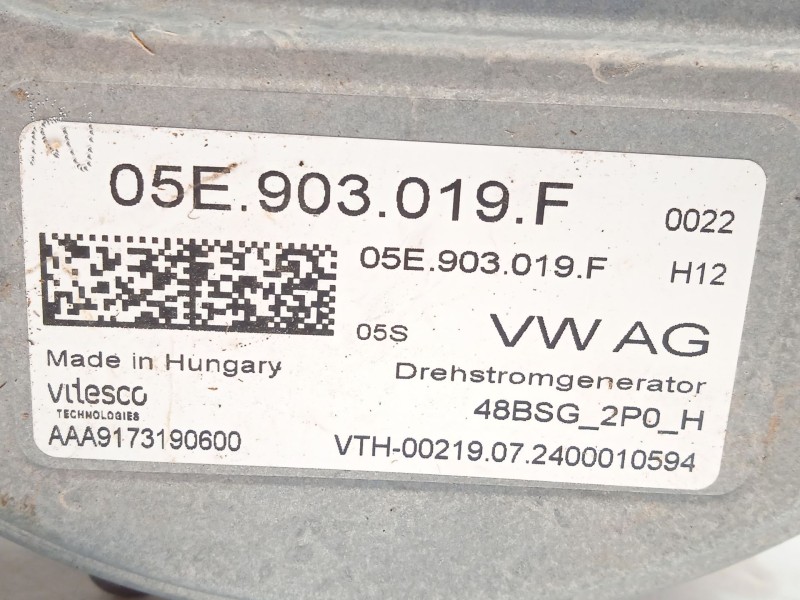 05E.903.019.F
0022
05E.903.019.F
H12
05S
VW AG
Made in Hungary
Drehstromgenerator
vitesco
TECHNOLOGIES
48BSG_2P0_H
AAA9173190600
VTH-00219.07.2400010594